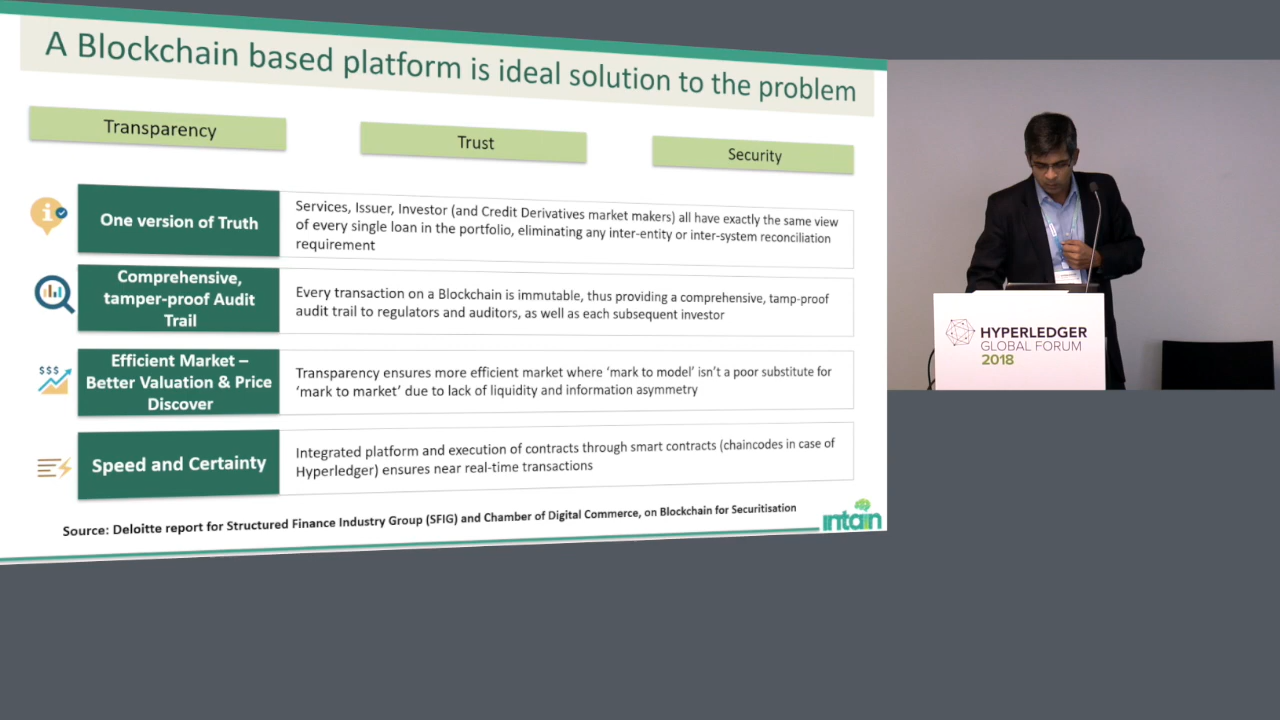 A Blockchain based platform is ideal solution to the problem
Transparency
Trust
Security
One version of Truth
Services, Issuer, Investor (and Credit Derivatives market makers) all have exactly the same view
of every single loan in the portfolio, eliminating any inter-entity or inter-system reconciliation
requirement
Comprehensive,
tamper-proof Audit
Trail
Every transaction on a Blockchain is immutable, thus providing a comprehensive, tamp-proof
audit trail to regulators and auditors, as well as each subsequent investor
$$$
Efficient Market –
Better Valuation & Price
Discover
Transparency ensures more efficient market where ‘mark to model’ isn’t a poor substitute for
‘mark to market’ due to lack of liquidity and information asymmetry
Speed and Certainty
Integrated platform and execution of contracts through smart contracts (chaincodes in case of
Hyperledger) ensures near real-time transactions
Source: Deloitte report for Structured Finance Industry Group (SFIG) and Chamber of Digital Commerce, on Blockchain for Securitisation
intain
HYPERLEDGER
GLOBAL FORUM
2018